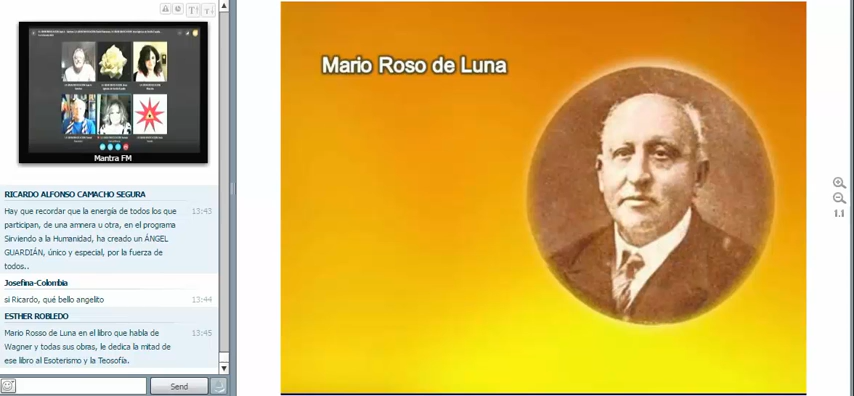 Mantra FM
RICARDO ALFONSO CAMACHO SEGURA
Hay que recordar que la energía de todos los que 13:43
participan, de una amnera u otra, en el programa
Sirviendo a la Humanidad, ha creado un ÁNGEL
GUARDIÁN, único y especial, por la fuerza de
todos..
Josefina-Colombia
si Ricardo, qué bello angelito 13:44
ESTHER ROBLEDO
Mario Rosso de Luna en el libro que habla de 13:45
Wagner y todas sus obras, le dedica la mitad de
ese libro al Esoterismo y la Teosofía.
Send
Mario Roso de Luna
1.1